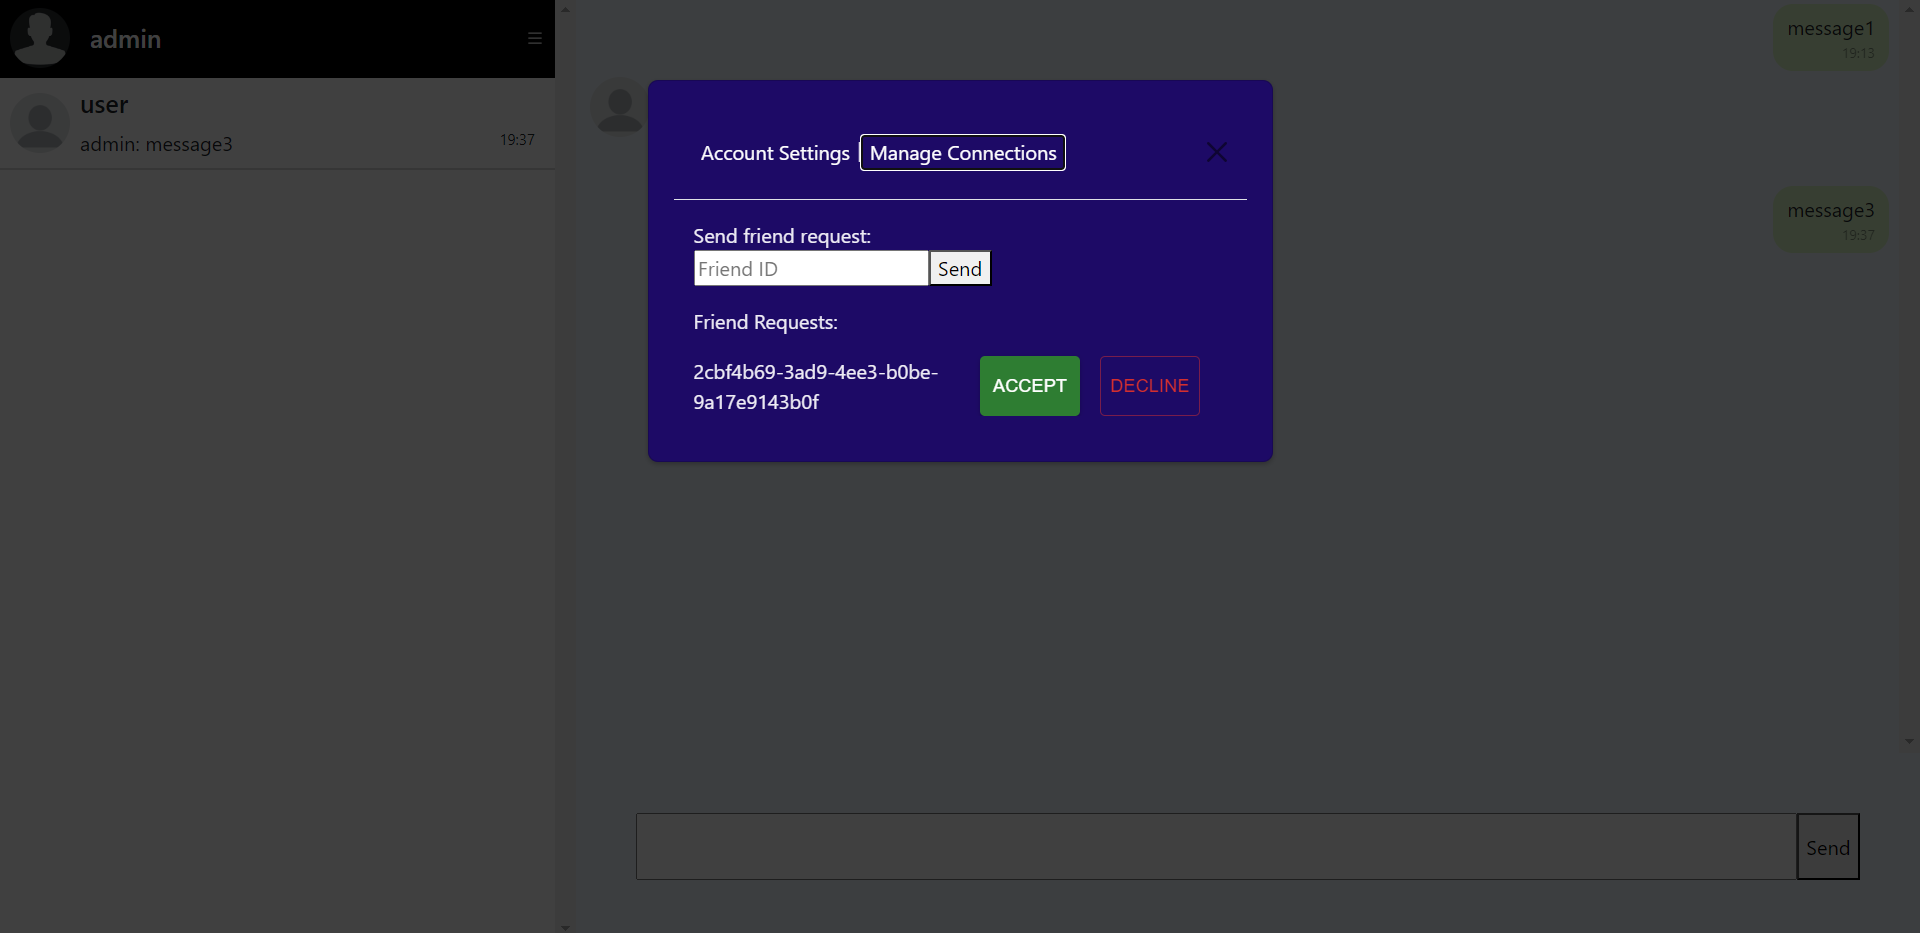 admin
user
admin: message3
19:37
message1
19:13
message3
19:37
Account Settings | Manage Connections
Send friend request:
Friend ID Send
Friend Requests:
2cbf4b69-3ad9-4ee3-b0be-
9a17e9143b0f
ACCEPT DECLINE
Send